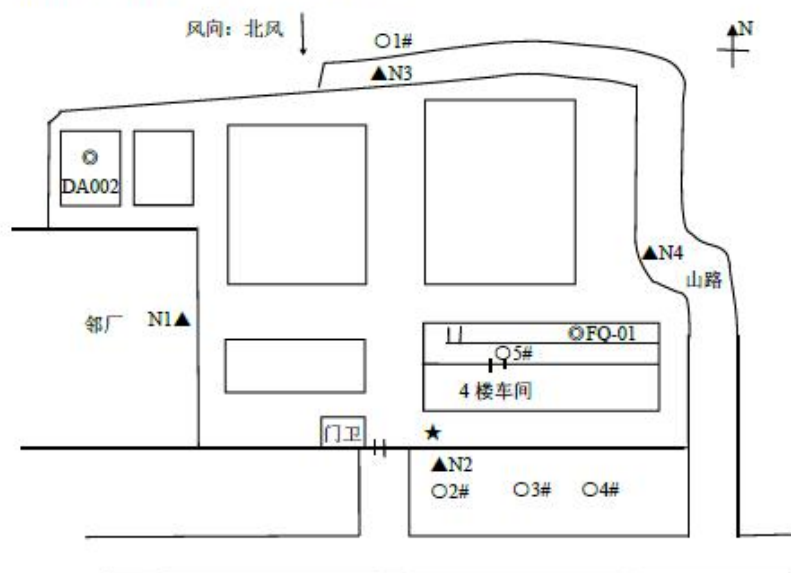 风向：北风
○1#
▲N
▲N3
◎
DA002
▲N4
山路
邻厂
N1▲
◎FQ-01
○5#
4 楼车间
门卫
★
▲N2
○2#
○3#
○4#